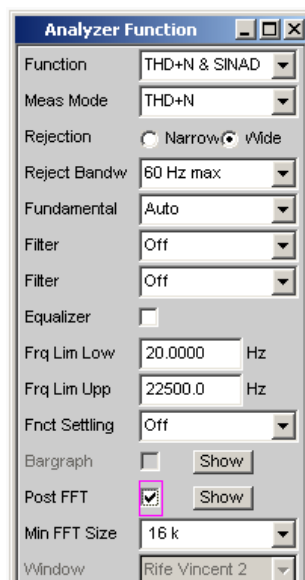 Analyzer Function
Function THD+N & SINAD
Meas Mode THD+N
Rejection Narrow Wide
Reject Bandw 60 Hz max
Fundamental Auto
Filter Off
Filter Off
Equalizer
Frq Lim Low 20.0000 Hz
Frq Lim Upp 22500.0 Hz
Fnct Settling Off
Bargraph Show
Post FFT Show
Min FFT Size 16 k
Window Rife Vincent 2